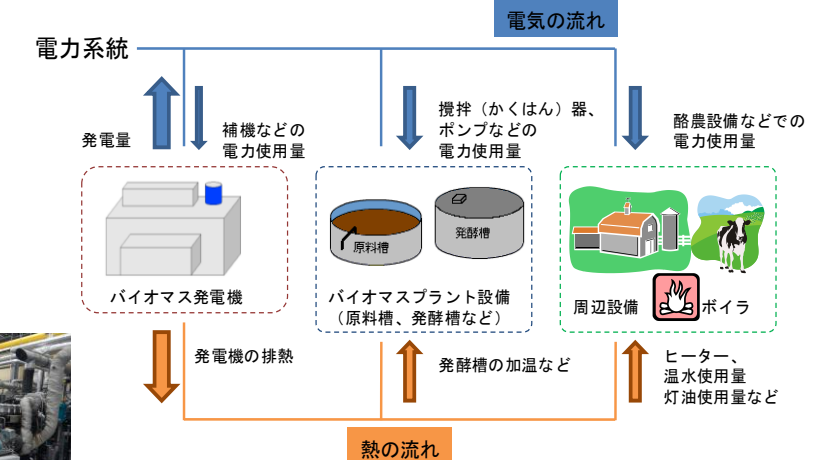 電気の流れ
電力系統
発電量
補機などの
電力使用量
攪拌（かくはん）器、
ポンプなどの
電力使用量
酪農設備などでの
電力使用量
原料槽
発酵槽
バイオマス発電機
バイオマスプラント設備
（原料槽、発酵槽など）
周辺設備
ボイラ
発電機の排熱
発酵槽の加温など
ヒーター、
温水使用量
灯油使用量など
熱の流れ